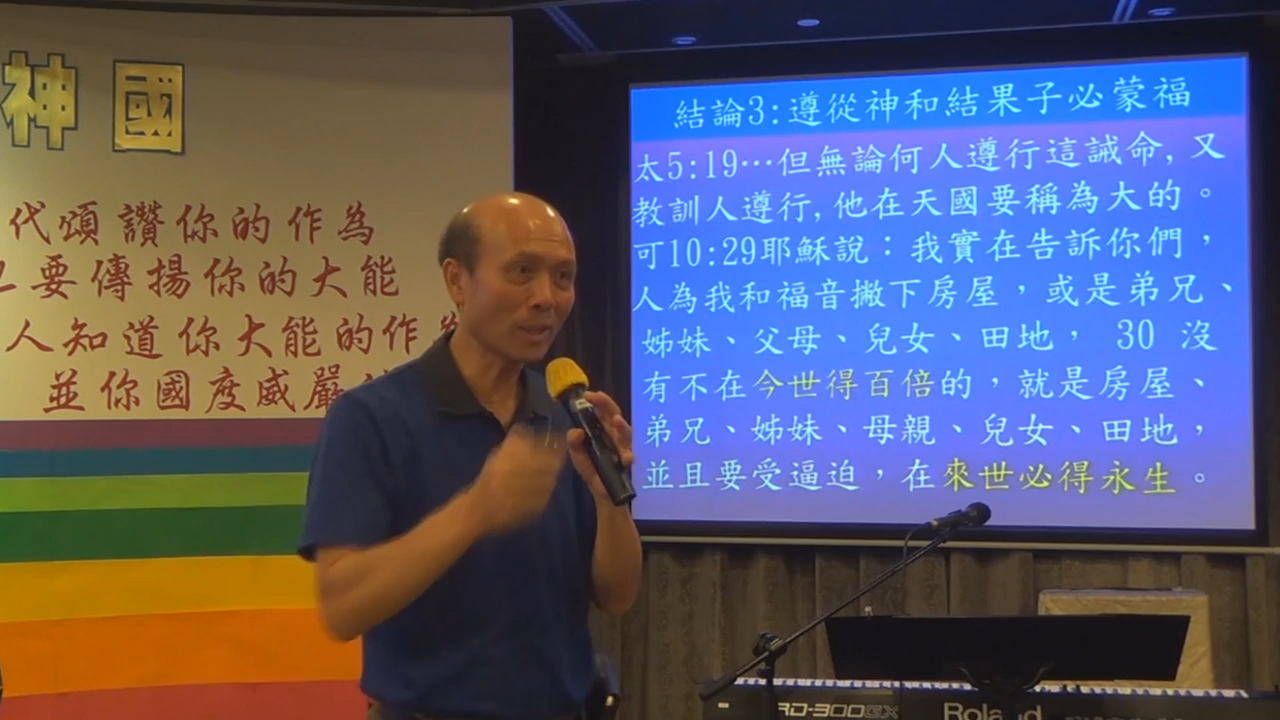 神國
代頌讚你的作為
要傳揚你的大能
人知道你大能的作
並你國度威嚴
結論3:遵從神和結果子必蒙福
太5:19…但無論何人遵行這誡命,又
教訓人遵行,他在天國要稱為大的。
可10:29耶穌說：我實在告訴你們，
人為我和福音撇下房屋，或是弟兄、
姊妹、父母、兒女、田地， 30 沒
有不在今世得百倍的，就是房屋、
弟兄、姊妹、母親、兒女、田地，
並且要受逼迫，在來世必得永生。
RD-300GX
Roland